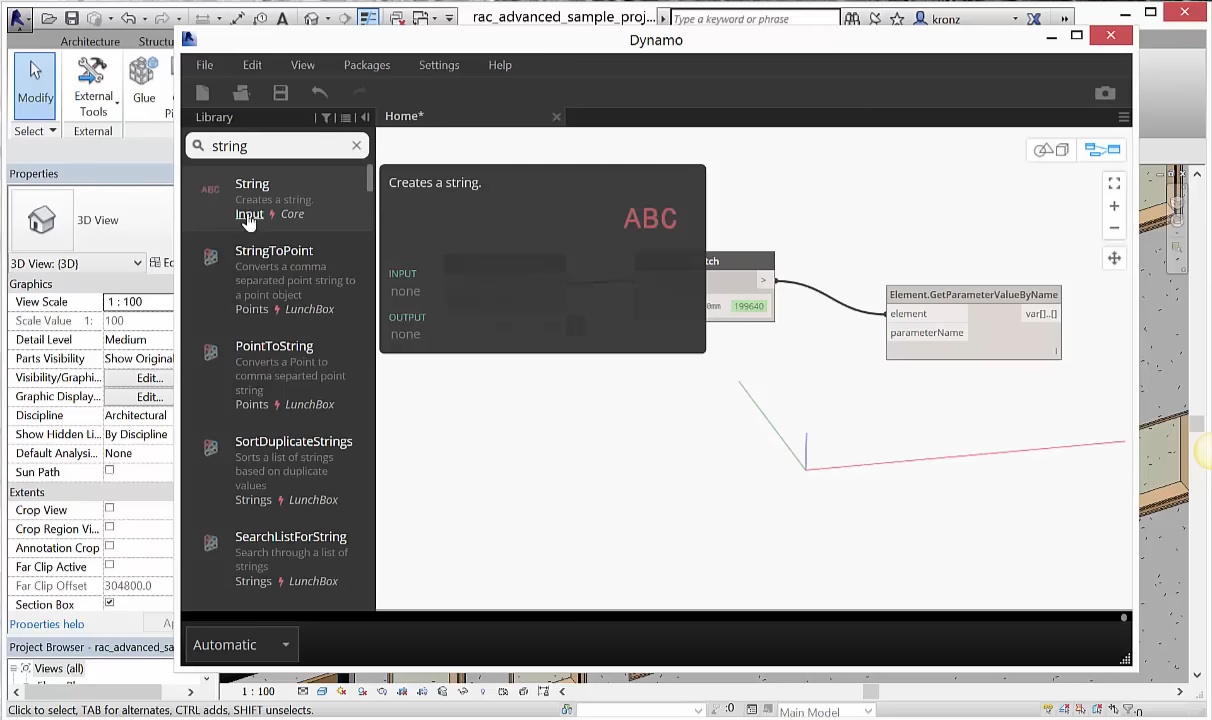 rac_advanced_sample_proj...
Type a keyword or phrase
kronz
Architecture
Structu
Modify
External
Tools
Glue
Select
External
Properties
3D View
3D View: {3D}
Graphics
View Scale
1 : 100
Scale Value 1:
100
Detail Level
Medium
Parts Visibility
Show Original
Visibility/Graphi...
Edit...
Graphic Display...
Edit...
Discipline
Architectural
Show Hidden Li...
By Discipline
Default Analysi...
None
Sun Path
Extents
Crop View
Crop Region Vi...
Annotation Crop
Far Clip Active
Far Clip Offset
304800.0
Section Box
Properties help
Project Browser - rac_advanced_sa
Views (all)
Dynamo
File
Edit
View
Packages
Settings
Help
Library
Home*
string
ABC
String
Creates a string.
Input
Core
StringToPoint
Converts a comma
separated point string to
a point object
Points
LunchBox
PointToString
Converts a Point to
comma separted point
string
Points
LunchBox
SortDuplicateStrings
Sorts a list of strings
based on duplicate
values
Strings
LunchBox
SearchListForString
Search through a list of
strings
Strings
LunchBox
Creates a string.
ABC
INPUT
none
OUTPUT
none
tch
>
0mm
199640
Element.GetParameterValueByName
element
var[]..[]
parameterName
Automatic
1 : 100
Click to select, TAB for alternates, CTRL adds, SHIFT unselects.
:0
Main Model